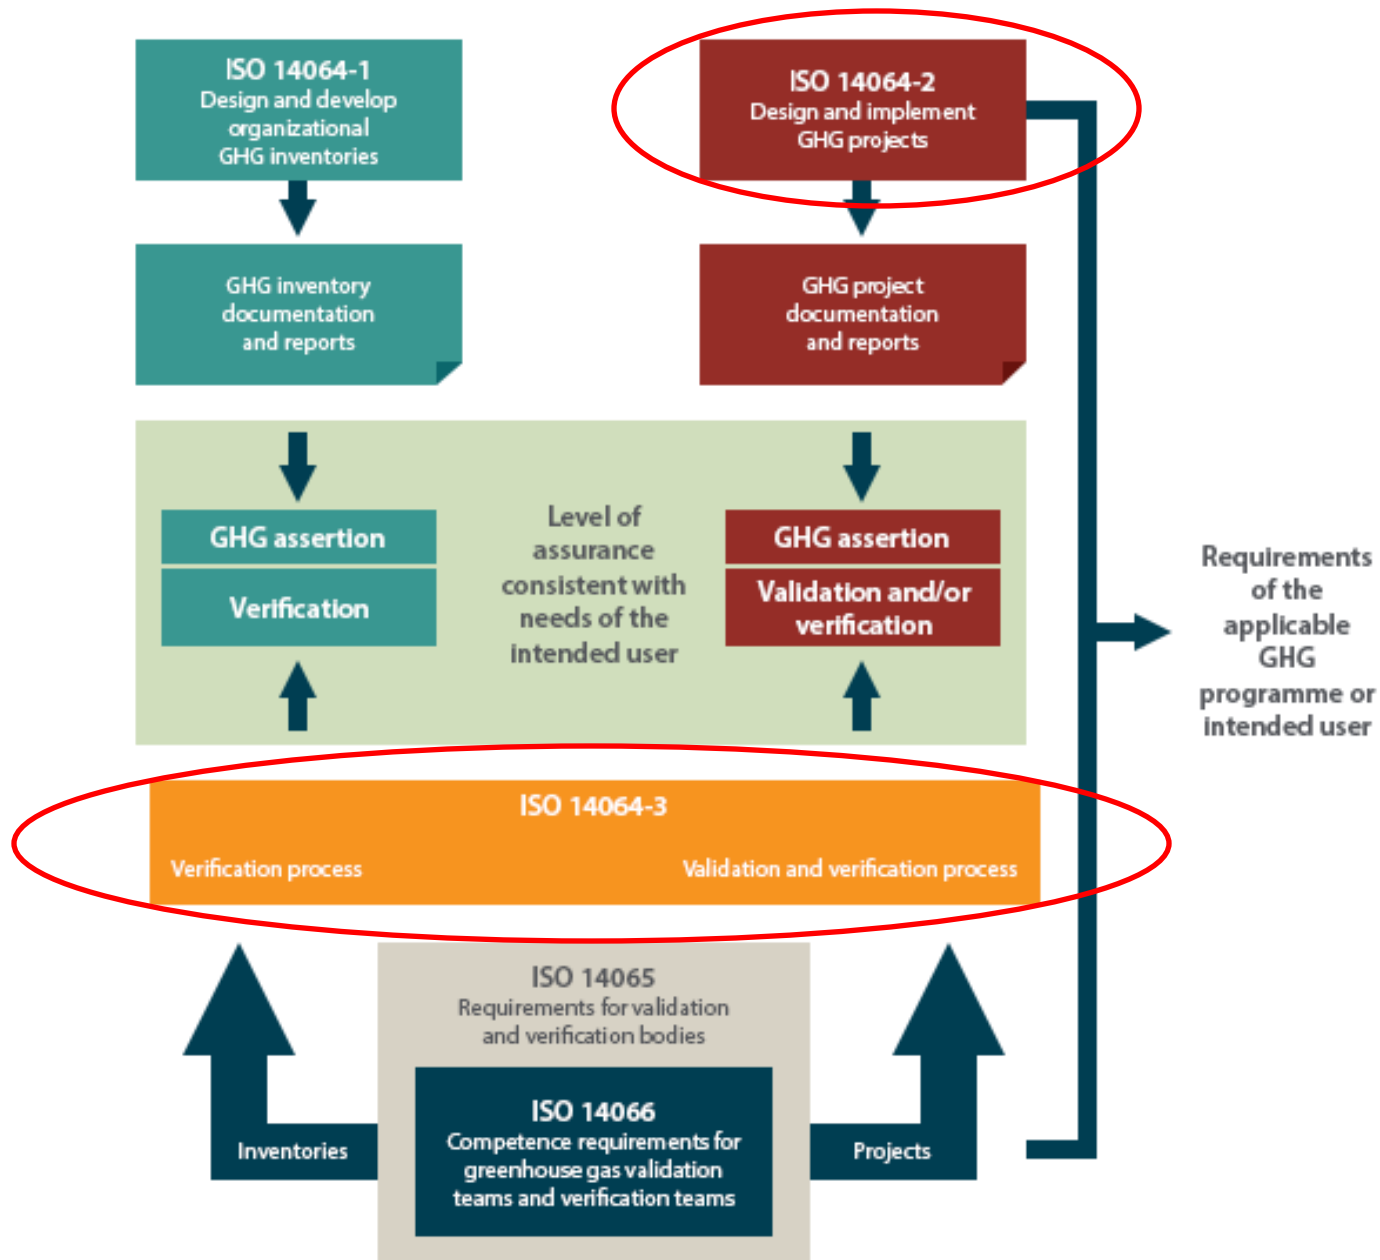 ISO 14064-1
Design and develop
organizational
GHG inventories
ISO 14064-2
Design and implement
GHG projects
GHG inventory
documentation
and reports
GHG project
documentation
and reports
GHG assertion
Verification
Level of
assurance
consistent with
needs of the
intended user
GHG assertion
Validation and/or
verification
Requirements
of the
applicable
GHG
programme or
intended user
ISO 14064-3
Verification process
Validation and verification process
ISO 14065
Requirements for validation
and verification bodies
ISO 14066
Competence requirements for
greenhouse gas validation
teams and verification teams
Inventories
Projects